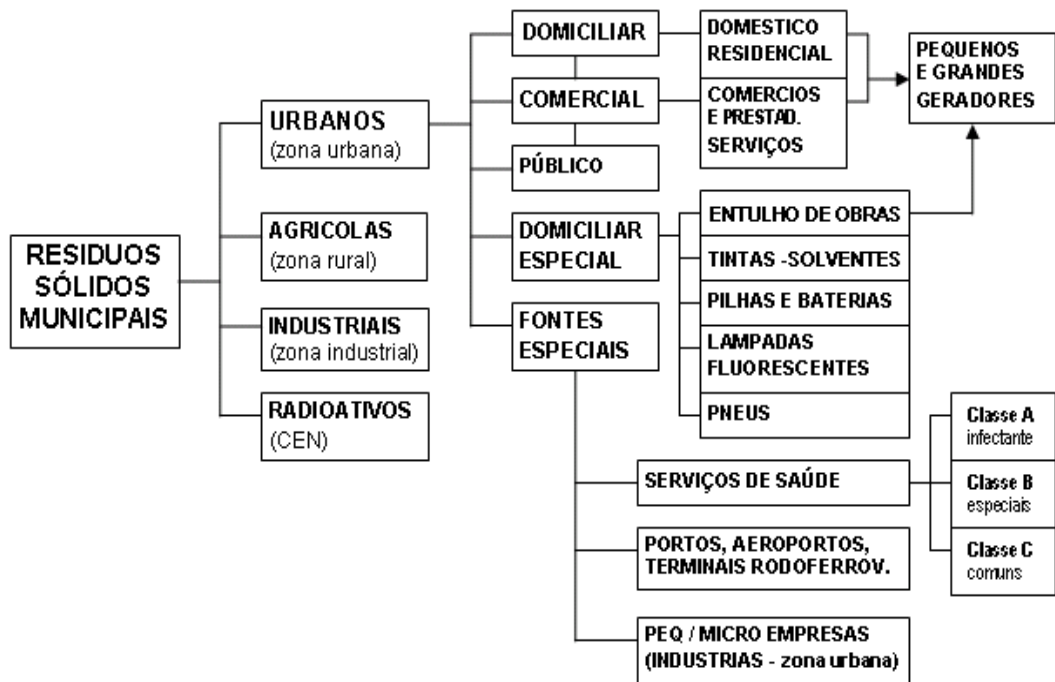 RESIDUOS
SÓLIDOS
MUNICIPAIS
URBANOS
(zona urbana)
AGRICOLAS
(zona rural)
INDUSTRIAIS
(zona industrial)
RADIOATIVOS
(CEN)
DOMICILIAR
COMERCIAL
PÚBLICO
DOMICILIAR
ESPECIAL
FONTES
ESPECIAIS
DOMESTICO
RESIDENCIAL
COMERCIOS
E PRESTAD.
SERVIÇOS
PEQUENOS
E GRANDES
GERADORES
ENTULHO DE OBRAS
TINTAS -SOLVENTES
PILHAS E BATERIAS
LAMPADAS
FLUORESCENTES
PNEUS
SERVIÇOS DE SAÚDE
Classe A
infectante
Classe B
especiais
Classe C
comuns
PORTOS, AEROPORTOS,
TERMINAIS RODOFERROV.
PEQ / MICRO EMPRESAS
(INDUSTRIAS - zona urbana)